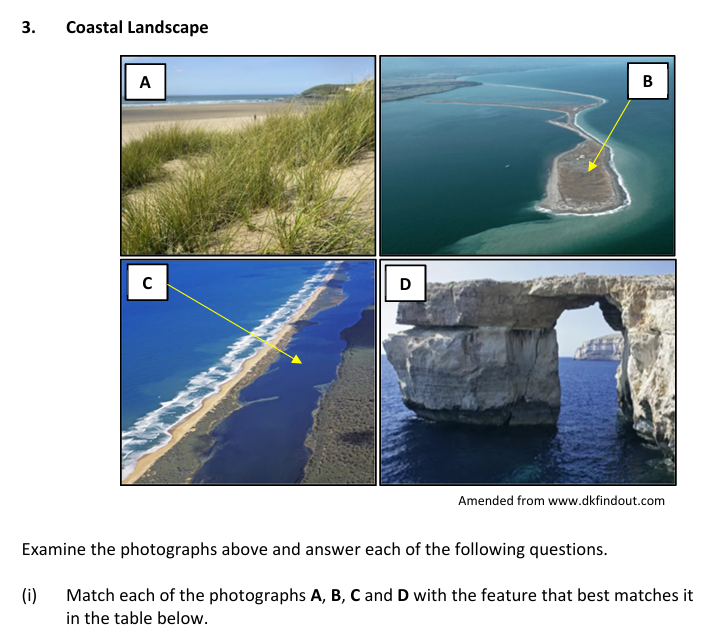 3. Coastal Landscape
A
B
C
D
Amended from www.dkfindout.com
Examine the photographs above and answer each of the following questions.
(i) Match each of the photographs A, B, C and D with the feature that best matches it
in the table below.